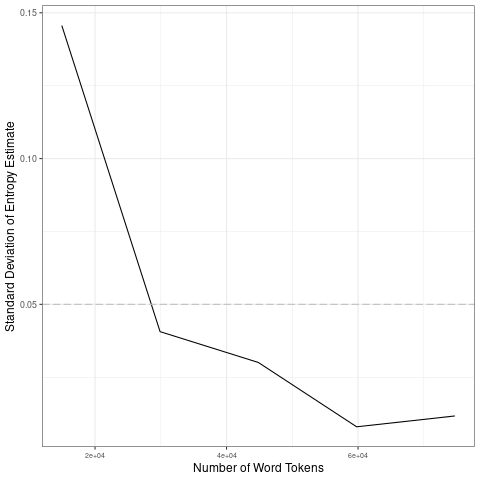 0.15
0.10
0.05
Standard Deviation of Entropy Estimate
2e+04 4e+04 6e+04
Number of Word Tokens